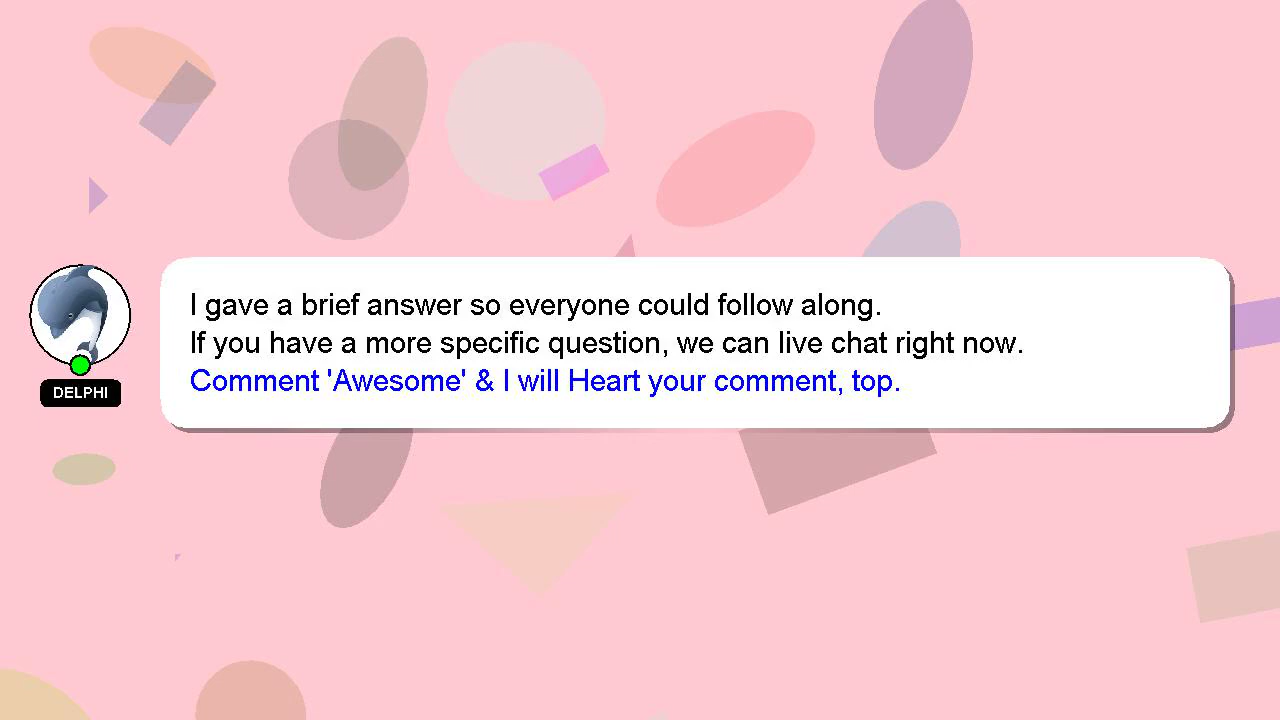 I gave a brief answer so everyone could follow along.
If you have a more specific question, we can live chat right now.
Comment 'Awesome' & I will Heart your comment, top.
DELPHI